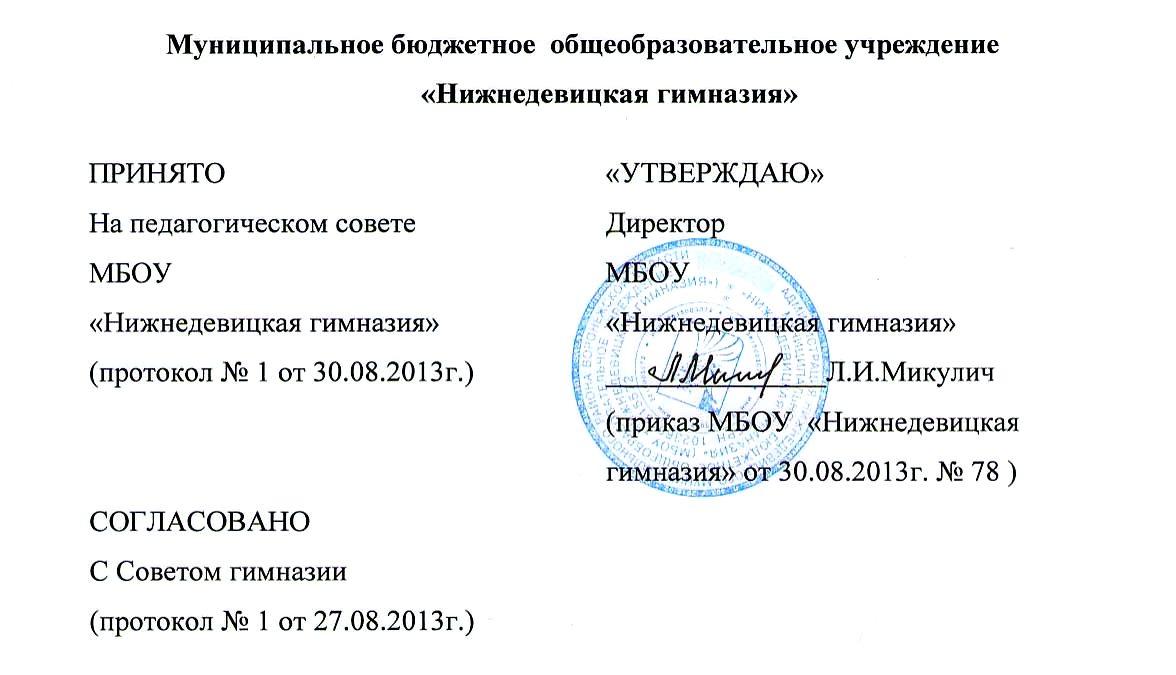 Муниципальное бюджетное общеобразовательное учреждение
«Нижнедевицкая гимназия»
ПРИНЯТО
На педагогическом совете
МБОУ
«Нижнедевицкая гимназия»
(протокол № 1 от 30.08.2013г.)
«УТВЕРЖДАЮ»
Директор
МБОУ
«Нижнедевицкая гимназия»
Л.И.Микулич
(приказ МБОУ «Нижнедевицкая
гимназия» от 30.08.2013г. № 78 )
СОГЛАСОВАНО
С Советом гимназии
(протокол № 1 от 27.08.2013г.)